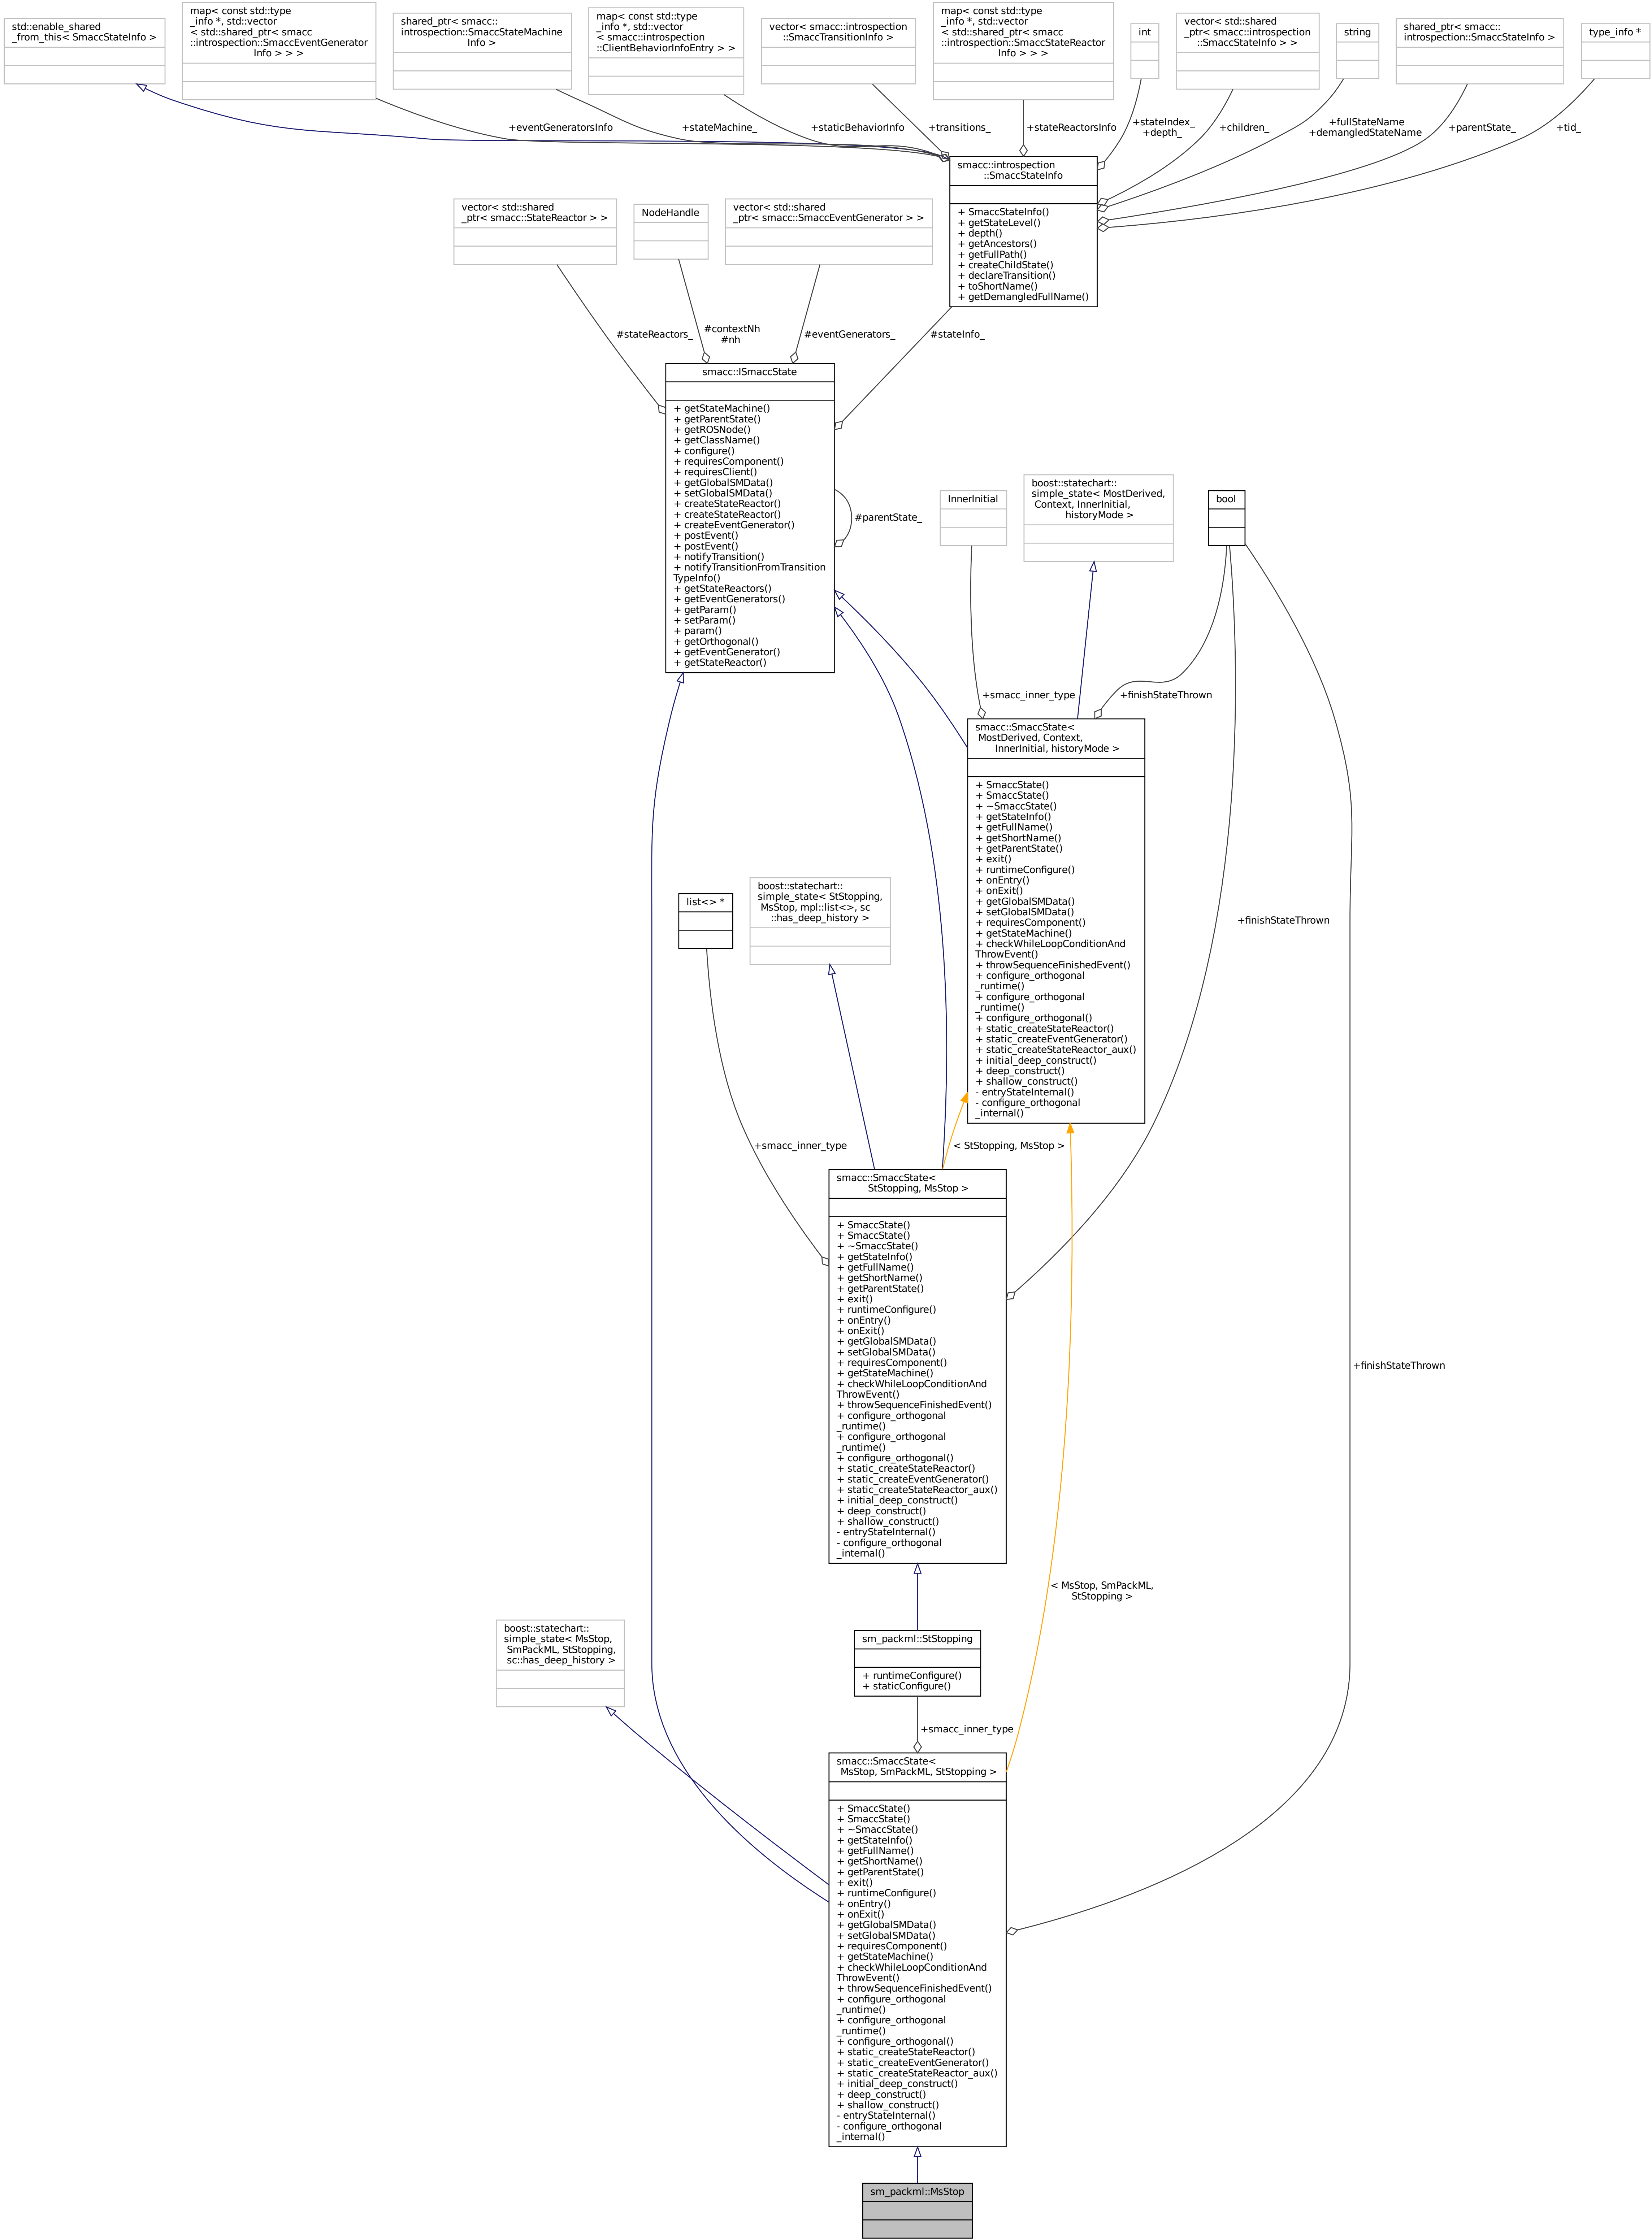 std::enable_shared
_from_this< SmaccStateInfo >
map< const std::type
_info *, std::vector
< std::shared_ptr< smacc
::introspection::SmaccEventGenerator
Info > > >
shared_ptr< smacc::
introspection::SmaccStateMachine
Info >
map< const std::type
_info *, std::vector
< smacc::introspection
::ClientBehaviorInfoEntry > >
vector< smacc::introspection
::SmaccTransitionInfo >
map< const std::type
_info *, std::vector
< std::shared_ptr< smacc
::introspection::SmaccStateReactor
Info > > >
int
vector< std::shared
_ptr< smacc::introspection
::SmaccStateInfo > >
string
shared_ptr< smacc::
introspection::SmaccStateInfo >
type_info *
+eventGeneratorsInfo
+stateMachine_
+staticBehaviorInfo
+transitions_
+stateReactorsInfo
+stateIndex_
+depth_
+children_
+fullStateName
+demangledStateName
+parentState_
+tid_
smacc::introspection
::SmaccStateInfo
+ SmaccStateInfo()
+ getStateLevel()
+ depth()
+ getAncestors()
+ getFullPath()
+ createChildState()
+ declareTransition()
+ toShortName()
+ getDemangledFullName()
vector< std::shared
_ptr< smacc::StateReactor > >
NodeHandle
vector< std::shared
_ptr< smacc::SmaccEventGenerator > >
#stateReactors_
#contextNh
#nh
#eventGenerators_
#stateInfo_
smacc::ISmaccState
+ getStateMachine()
+ getParentState()
+ getROSNode()
+ getClassName()
+ configure()
+ requiresComponent()
+ requiresClient()
+ getGlobalSMData()
+ setGlobalSMData()
+ createStateReactor()
+ createStateReactor()
+ createEventGenerator()
+ postEvent()
+ postEvent()
+ notifyTransition()
+ notifyTransitionFromTransition
TypeInfo()
+ getStateReactors()
+ getEventGenerators()
+ getParam()
+ setParam()
+ param()
+ getOrthogonal()
+ getEventGenerator()
+ getStateReactor()
#parentState_
InnerInitial
boost::statechart::
simple_state< MostDerived,
Context, InnerInitial,
historyMode >
bool
+smacc_inner_type
+finishStateThrown
smacc::SmaccState<
MostDerived, Context,
InnerInitial, historyMode >
+ SmaccState()
+ SmaccState()
+ ~SmaccState()
+ getStateInfo()
+ getFullName()
+ getShortName()
+ getParentState()
+ exit()
+ runtimeConfigure()
+ onEntry()
+ onExit()
+ getGlobalSMData()
+ setGlobalSMData()
+ requiresComponent()
+ getStateMachine()
+ checkWhileLoopConditionAnd
ThrowEvent()
+ throwSequenceFinishedEvent()
+ configure_orthogonal
_runtime()
+ configure_orthogonal
_runtime()
+ configure_orthogonal()
+ static_createStateReactor()
+ static_createEventGenerator()
+ static_createStateReactor_aux()
+ initial_deep_construct()
+ deep_construct()
+ shallow_construct()
- entryStateInternal()
- configure_orthogonal
_internal()
list<> *
boost::statechart::
simple_state< StStopping,
MsStop, mpl::list<>, sc
::has_deep_history >
+finishStateThrown
+smacc_inner_type
< StStopping, MsStop >
smacc::SmaccState<
StStopping, MsStop >
+ SmaccState()
+ SmaccState()
+ ~SmaccState()
+ getStateInfo()
+ getFullName()
+ getShortName()
+ getParentState()
+ exit()
+ runtimeConfigure()
+ onEntry()
+ onExit()
+ getGlobalSMData()
+ setGlobalSMData()
+ requiresComponent()
+ getStateMachine()
+ checkWhileLoopConditionAnd
ThrowEvent()
+ throwSequenceFinishedEvent()
+ configure_orthogonal
_runtime()
+ configure_orthogonal
_runtime()
+ configure_orthogonal()
+ static_createStateReactor()
+ static_createEventGenerator()
+ static_createStateReactor_aux()
+ initial_deep_construct()
+ deep_construct()
+ shallow_construct()
- entryStateInternal()
- configure_orthogonal
_internal()
+finishStateThrown
< MsStop, SmPackML,
StStopping >
boost::statechart::
simple_state< MsStop,
SmPackML, StStopping,
sc::has_deep_history >
sm_packml::StStopping
+ runtimeConfigure()
+ staticConfigure()
+smacc_inner_type
smacc::SmaccState<
MsStop, SmPackML, StStopping >
+ SmaccState()
+ SmaccState()
+ ~SmaccState()
+ getStateInfo()
+ getFullName()
+ getShortName()
+ getParentState()
+ exit()
+ runtimeConfigure()
+ onEntry()
+ onExit()
+ getGlobalSMData()
+ setGlobalSMData()
+ requiresComponent()
+ getStateMachine()
+ checkWhileLoopConditionAnd
ThrowEvent()
+ throwSequenceFinishedEvent()
+ configure_orthogonal
_runtime()
+ configure_orthogonal
_runtime()
+ configure_orthogonal()
+ static_createStateReactor()
+ static_createEventGenerator()
+ static_createStateReactor_aux()
+ initial_deep_construct()
+ deep_construct()
+ shallow_construct()
- entryStateInternal()
- configure_orthogonal
_internal()
sm_packml::MsStop